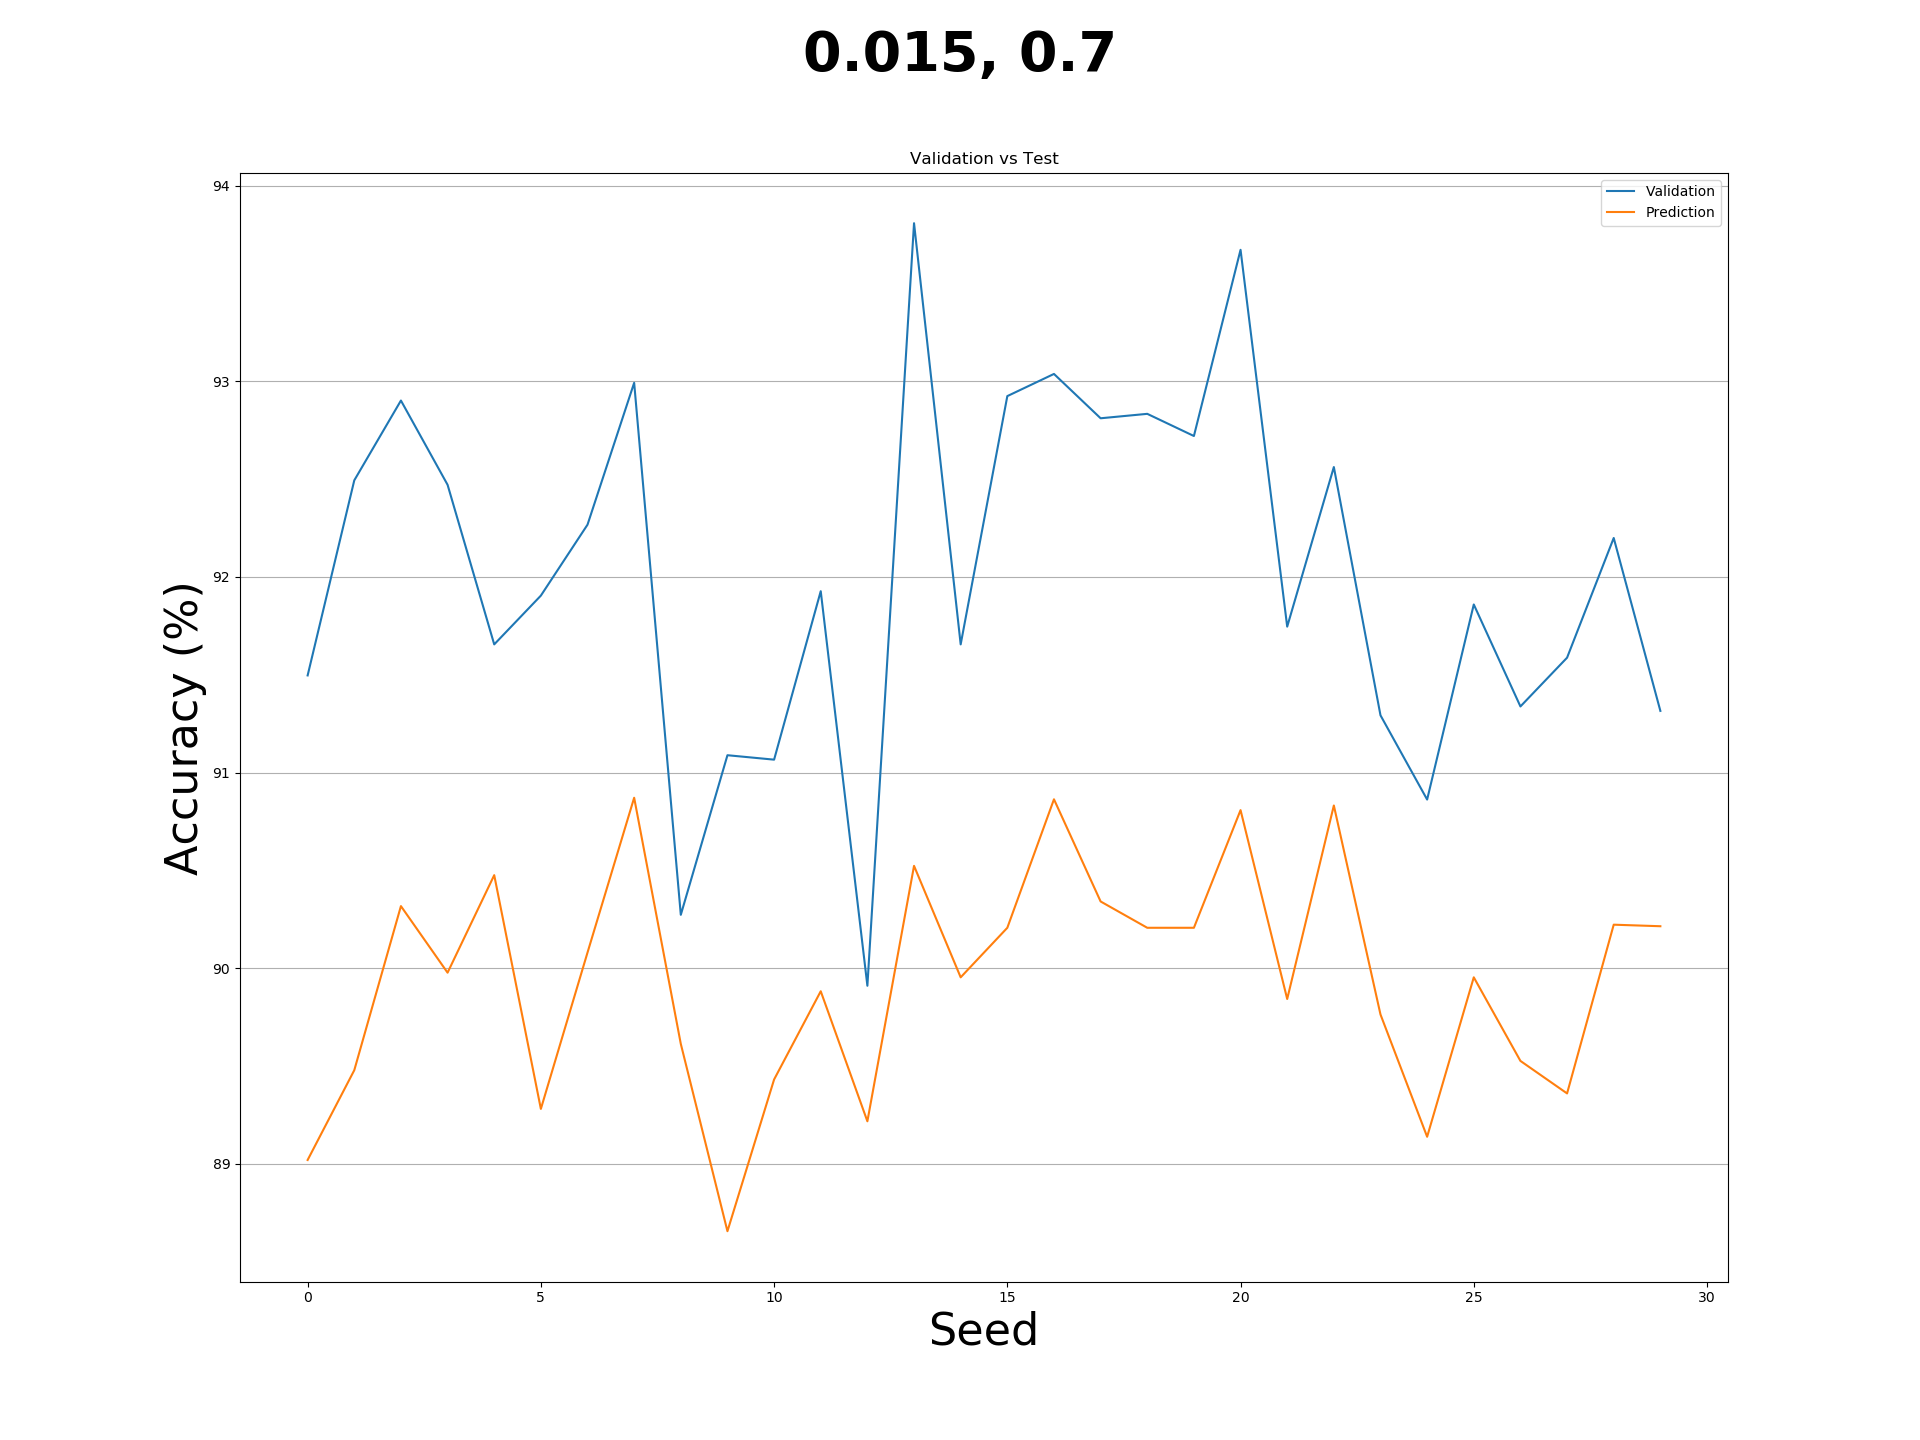 0.015, 0.7
Validation vs Test
Validation
Prediction
Accuracy (%)
94
93
92
91
90
89
0 5 10 15 20 25 30
Seed